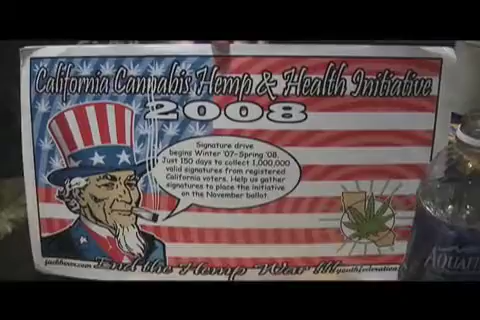 California Cannabis Hemp & Health Initiative
2008
Signature drive
begins Winter '07-Spring '08.
Just 150 days to collect 1,000,000
valid signatures from registered
California voters. Help us gather
signatures to place the initiative
on the November ballot.
End the Hemp War !!!
AQUAFI